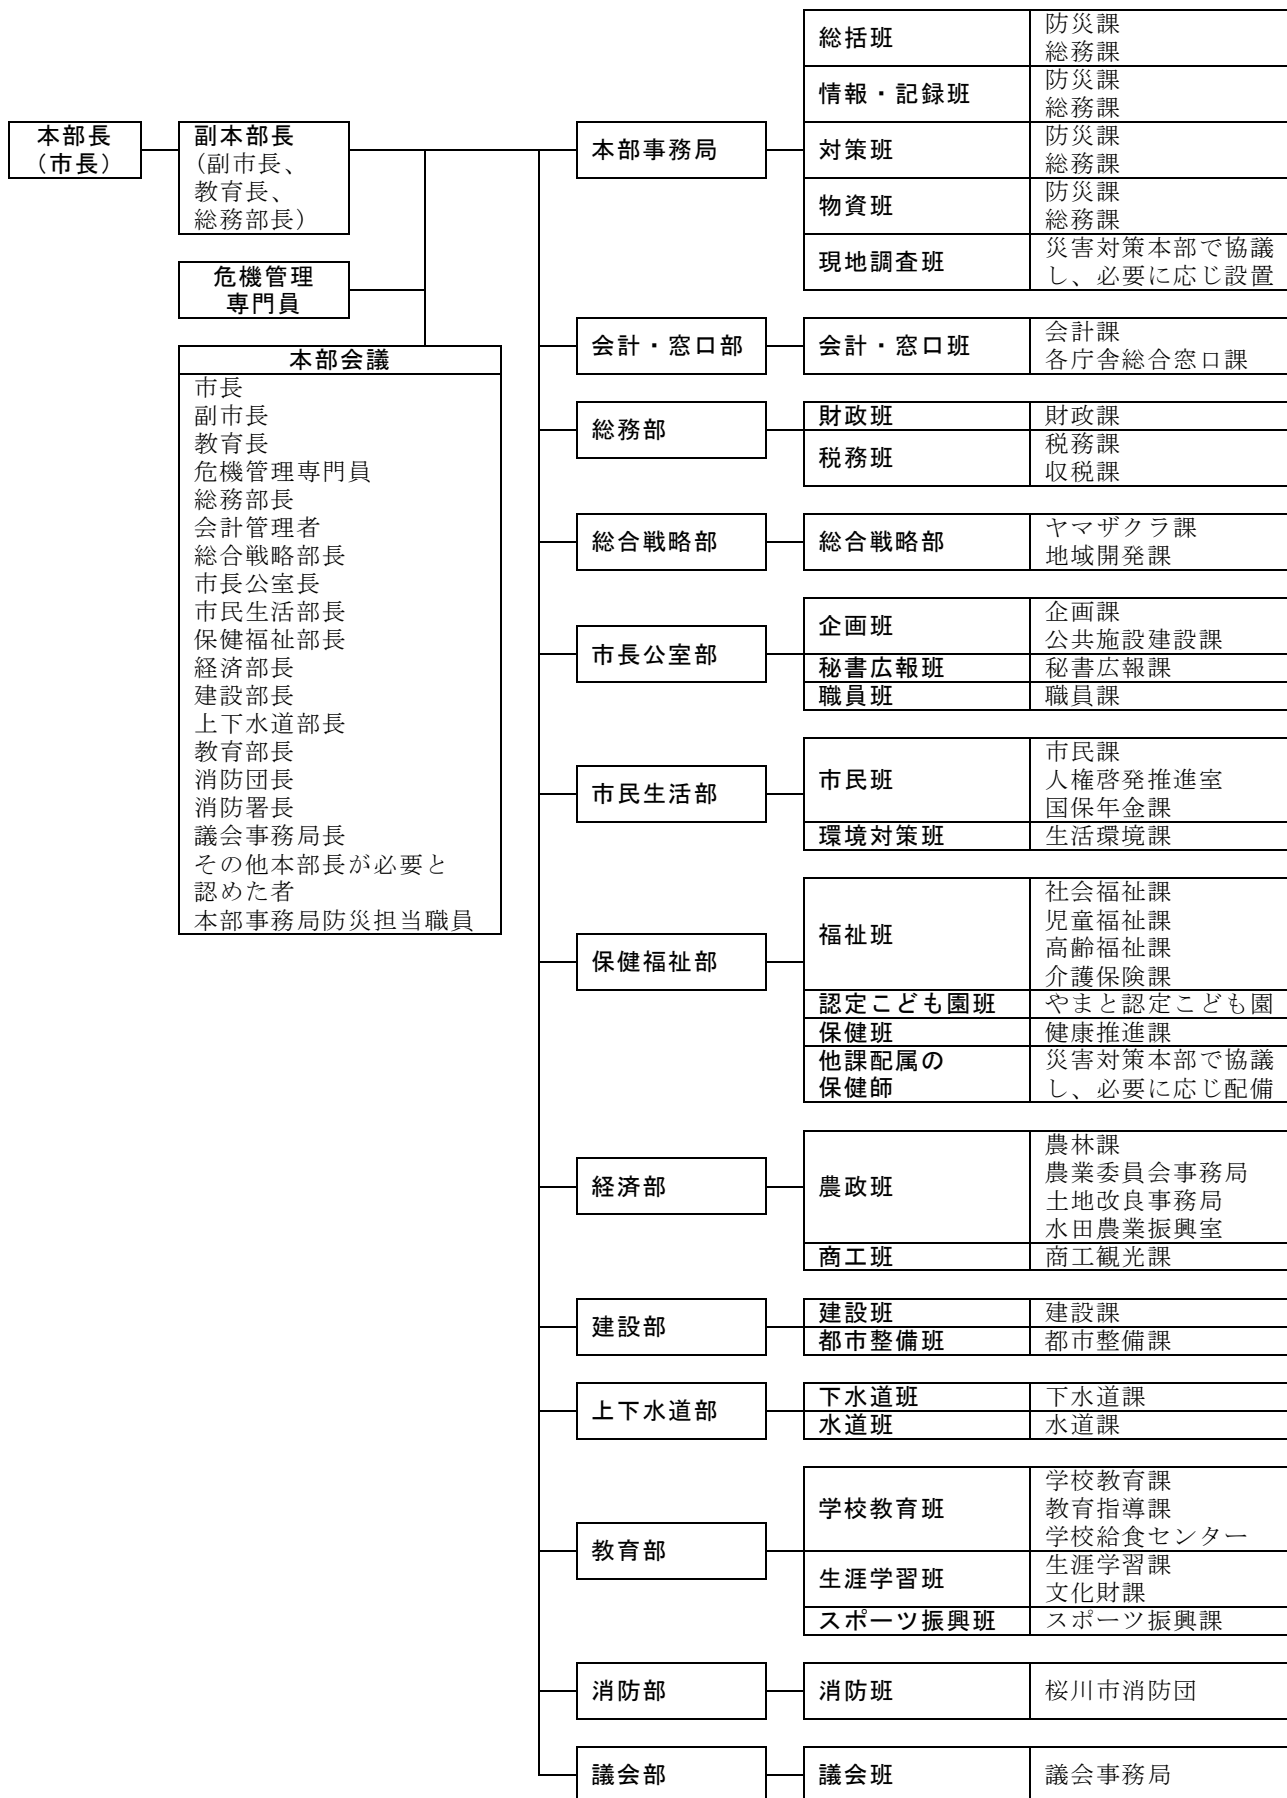 本部長
（市長）
副本部長
（副市長、
教育長、
総務部長）
危機管理
専門員
本部会議
市長
副市長
教育長
危機管理専門員
総務部長
会計管理者
総合戦略部長
市長公室長
市民生活部長
保健福祉部長
経済部長
建設部長
上下水道部長
教育部長
消防団長
消防署長
議会事務局長
その他本部長が必要と
認めた者
本部事務局防災担当職員
本部事務局
総括班
防災課
総務課
情報・記録班
防災課
総務課
対策班
防災課
総務課
物資班
防災課
総務課
現地調査班
災害対策本部で協議
し、必要に応じ設置
会計・窓口部
会計・窓口班
会計課
各庁舎総合窓口課
総務部
財政班
財政課
税務班
税務課
収税課
総合戦略部
総合戦略部
ヤマザクラ課
地域開発課
市長公室部
企画班
企画課
公共施設建設課
秘書広報班
秘書広報課
職員班
職員課
市民生活部
市民班
市民課
人権啓発推進室
国保年金課
環境対策班
生活環境課
保健福祉部
福祉班
社会福祉課
児童福祉課
高齢福祉課
介護保険課
認定こども園班
やまと認定こども園
保健班
健康推進課
他課配属の
保健師
災害対策本部で協議
し、必要に応じ配備
経済部
農政班
農林課
農業委員会事務局
土地改良事務局
水田農業振興室
商工班
商工観光課
建設部
建設班
建設課
都市整備班
都市整備課
上下水道部
下水道班
下水道課
水道班
水道課
教育部
学校教育班
学校教育課
教育指導課
学校給食センター
生涯学習班
生涯学習課
文化財課
スポーツ振興班
スポーツ振興課
消防部
消防班
桜川市消防団
議会部
議会班
議会事務局